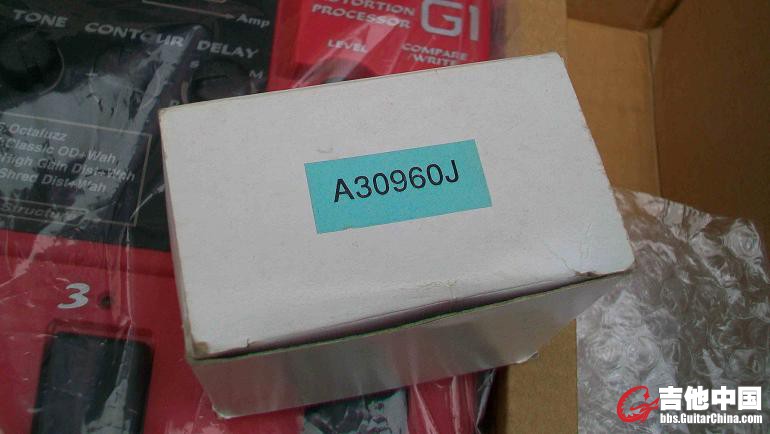 Amp
DISTORTION
PROCESSOR G1
TONE CONTOUR DELAY
LEVEL COMPARE
/WRITE
S
M
Octafuzz
Classic OD+Wah
High Gain Dist+Wah
Shred Dist+Wah
Structure
3
A30960J
吉他中国
bbs.GuitarChina.com